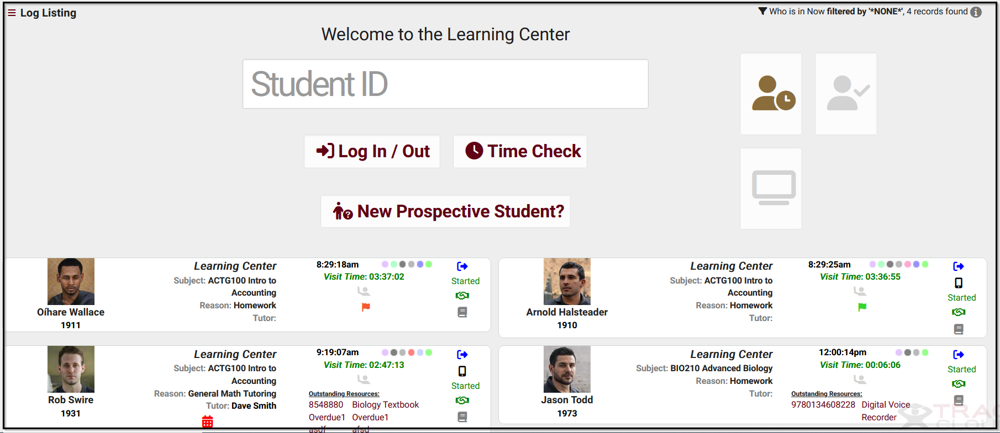 Log Listing
Who is in Now filtered by '*NONE*', 4 records found
Welcome to the Learning Center
Student ID
Log In / Out
Time Check
New Prospective Student?
Oíhare Wallace
1911
Learning Center
Subject: ACTG100 Intro to
Accounting
Reason: Homework
Tutor:
8:29:18am
Visit Time: 03:37:02
Started
Arnold Halsteader
1910
Learning Center
Subject: ACTG100 Intro to
Accounting
Reason: Homework
Tutor:
8:29:25am
Visit Time: 03:36:55
Started
Rob Swire
1931
Learning Center
Subject: ACTG100 Intro to
Accounting
Reason: General Math Tutoring
Tutor: Dave Smith
9:19:07am
Visit Time: 02:47:13
Outstanding Resources:
8548880 Biology Textbook
Overdue1 Overdue1
asdf afsd
Started
Jason Todd
1973
Learning Center
Subject: BIO210 Advanced Biology
Reason: Homework
Tutor:
12:00:14pm
Visit Time: 00:06:06
Outstanding Resources:
9780134608228 Digital Voice
Recorder
Started